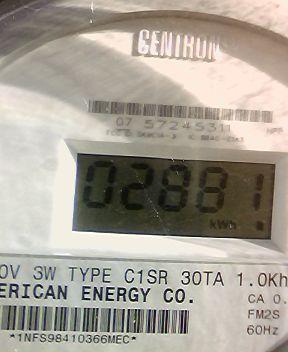 CENTRON
07 57245311
02881
kWh
0V 3W TYPE C1SR 30TA 1.0Kh
ERICAN ENERGY CO. CA 0.
FM2S
60Hz
*1NFS98410366MEC*